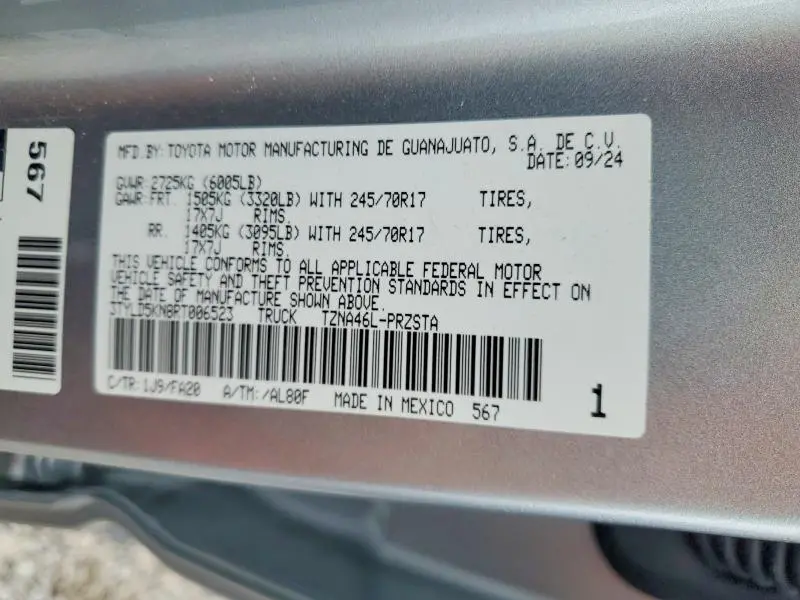 567
MFD.BY:TOYOTA MOTOR MANUFACTURING DE GUANAJUATO, S.A. DE C.V.
DATE:09/24
GVWR:2725KG (6005LB)
GAWR:FRT. 1505KG (3320LB) WITH 245/70R17 TIRES,
17X7J RIMS.
RR. 1405KG (3095LB) WITH 245/70R17 TIRES,
17X7J RIMS.
THIS VEHICLE CONFORMS TO ALL APPLICABLE FEDERAL MOTOR
VEHICLE SAFETY AND THEFT PREVENTION STANDARDS IN EFFECT ON
THE DATE OF MANUFACTURE SHOWN ABOVE.
3TYLD5KN8RT006523 TRUCK TZNA46L-PRZSTA
C/TR:1J9/FA20 A/TM:/AL80F MADE IN MEXICO 567
1